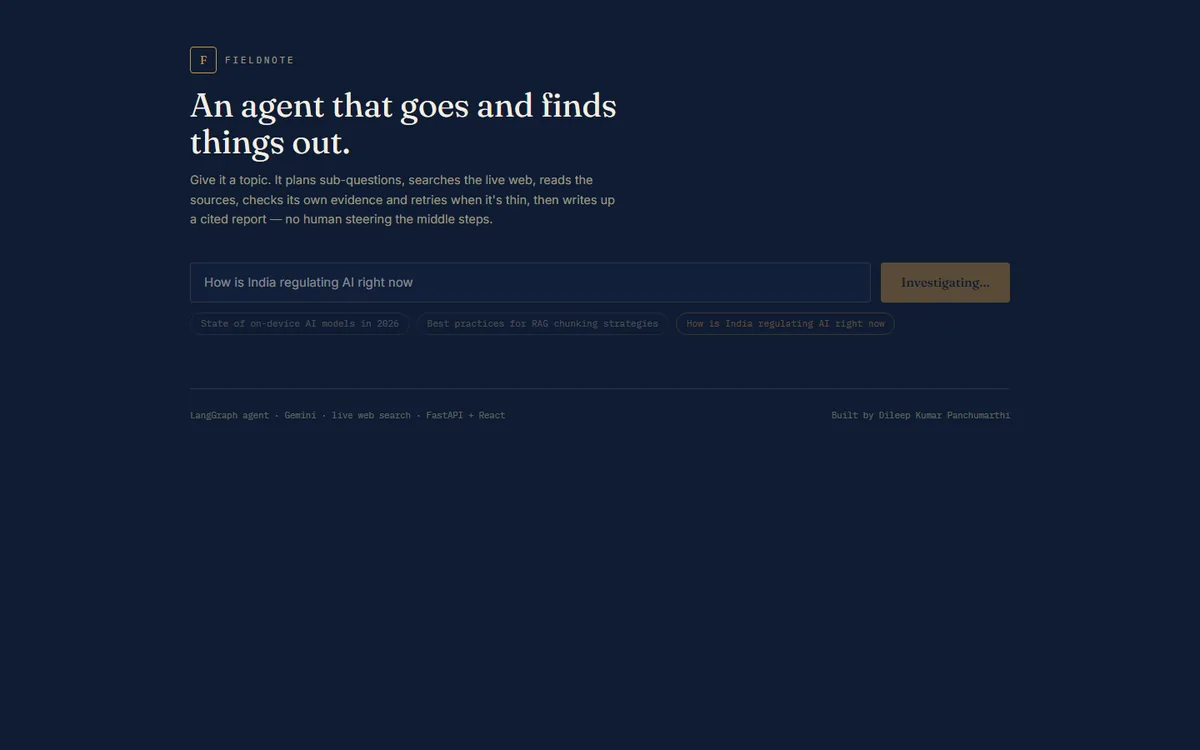 F FIELDNOTE
An agent that goes and finds
things out.
Give it a topic. It plans sub-questions, searches the live web, reads the
sources, checks its own evidence and retries when it's thin, then writes up
a cited report — no human steering the middle steps.
How is India regulating AI right now Investigating…
State of on-device AI models in 2026 Best practices for RAG chunking strategies How is India regulating AI right now
LangGraph agent · Gemini · live web search · FastAPI + React Built by Dileep Kumar Panchumarthi